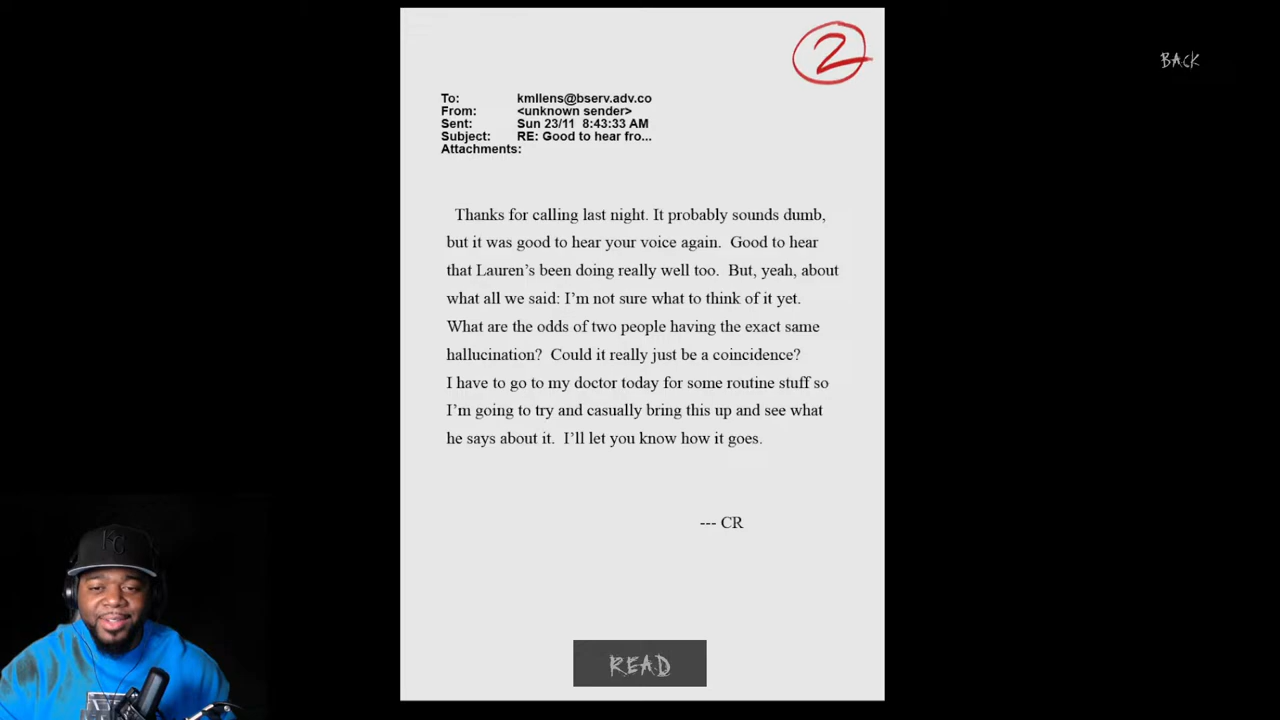 2
BACK
To: kmllens@bserv.adv.co
From: <unknown sender>
Sent: Sun 23/11 8:43:33 AM
Subject: RE: Good to hear fro...
Attachments:
Thanks for calling last night. It probably sounds dumb,
but it was good to hear your voice again. Good to hear
that Lauren’s been doing really well too. But, yeah, about
what all we said: I’m not sure what to think of it yet.
What are the odds of two people having the exact same
hallucination? Could it really just be a coincidence?
I have to go to my doctor today for some routine stuff so
I’m going to try and casually bring this up and see what
he says about it. I’ll let you know how it goes.
--- CR
READ